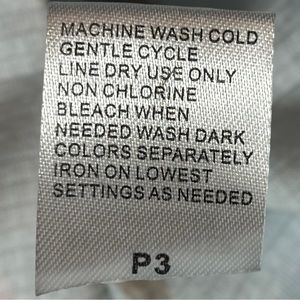 MACHINE WASH COLD
GENTLE CYCLE
LINE DRY USE ONLY
NON CHLORINE
BLEACH WHEN
NEEDED WASH DARK
COLORS SEPARATELY
IRON ON LOWEST
SETTINGS AS NEEDED
P3